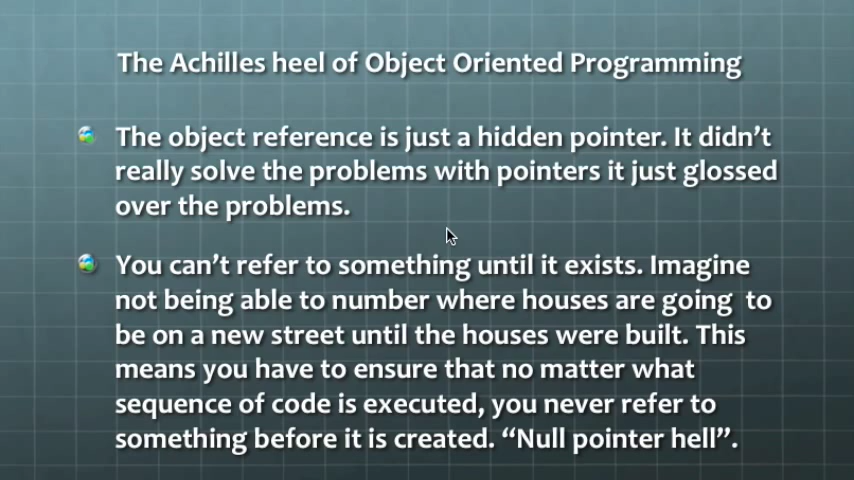 The Achilles heel of Object Oriented Programming
The object reference is just a hidden pointer. It didn’t
really solve the problems with pointers it just glossed
over the problems.
You can’t refer to something until it exists. Imagine
not being able to number where houses are going to
be on a new street until the houses were built. This
means you have to ensure that no matter what
sequence of code is executed, you never refer to
something before it is created. “Null pointer hell”.